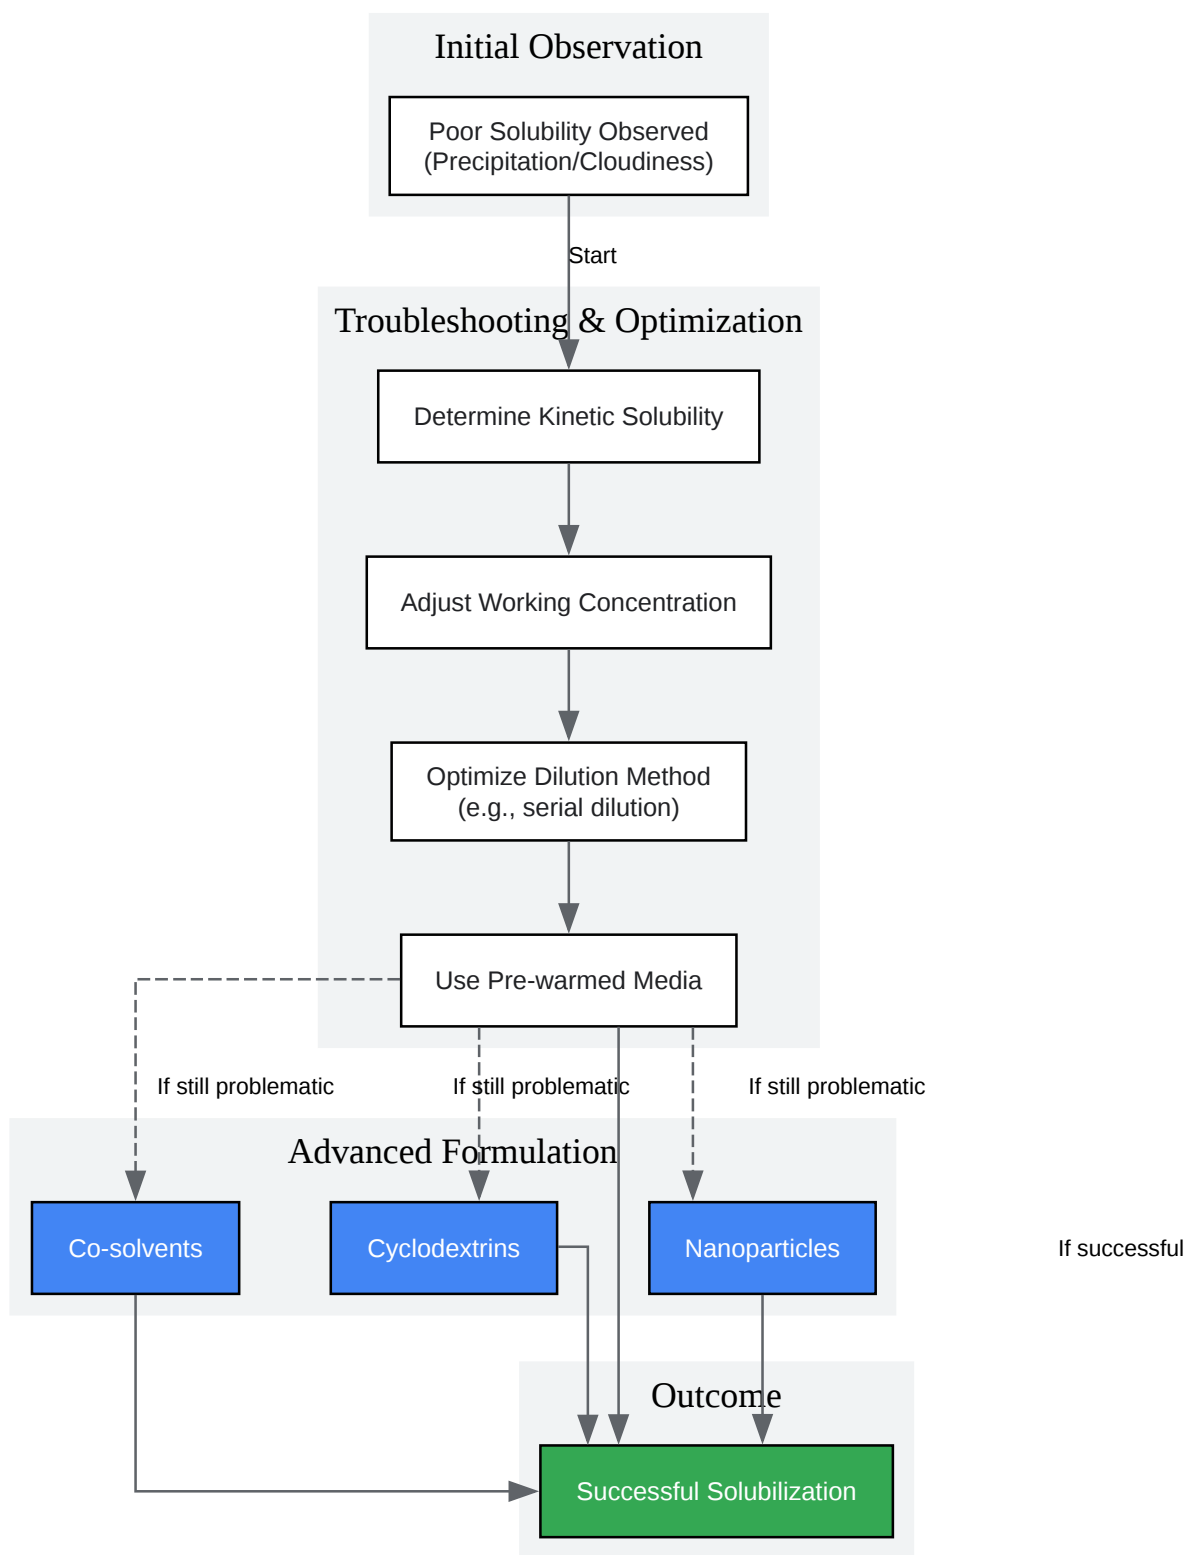 Initial Observation
Poor Solubility Observed
(Precipitation/Cloudiness)
Start
Troubleshooting & Optimization
Determine Kinetic Solubility
Adjust Working Concentration
Optimize Dilution Method
(e.g., serial dilution)
Use Pre-warmed Media
If still problematic
If still problematic
If still problematic
Advanced Formulation
Co-solvents
Cyclodextrins
Nanoparticles
If successful
Outcome
Successful Solubilization